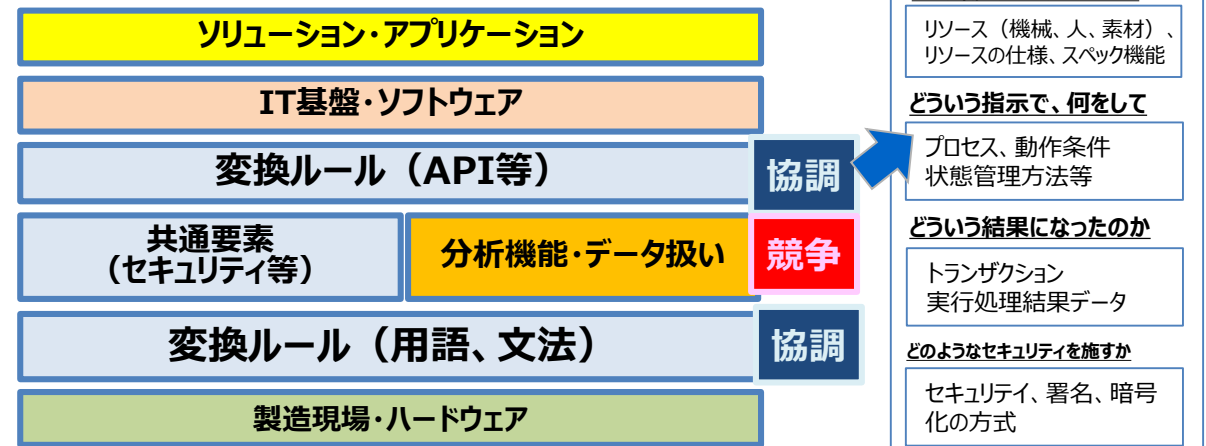 ソリューション・アプリケーション
IT基盤・ソフトウェア
変換ルール（API等）
協調
共通要素
（セキュリティ等）
分析機能・データ扱い
競争
変換ルール（用語、文法）
協調
製造現場・ハードウェア
リソース（機械、人、素材）、
リソースの仕様、スペック機能
どういう指示で、何をして
プロセス、動作条件
状態管理方法等
どういう結果になったのか
トランザクション
実行処理結果データ
どのようなセキュリティを施すか
セキュリテイ、署名、暗号
化の方式